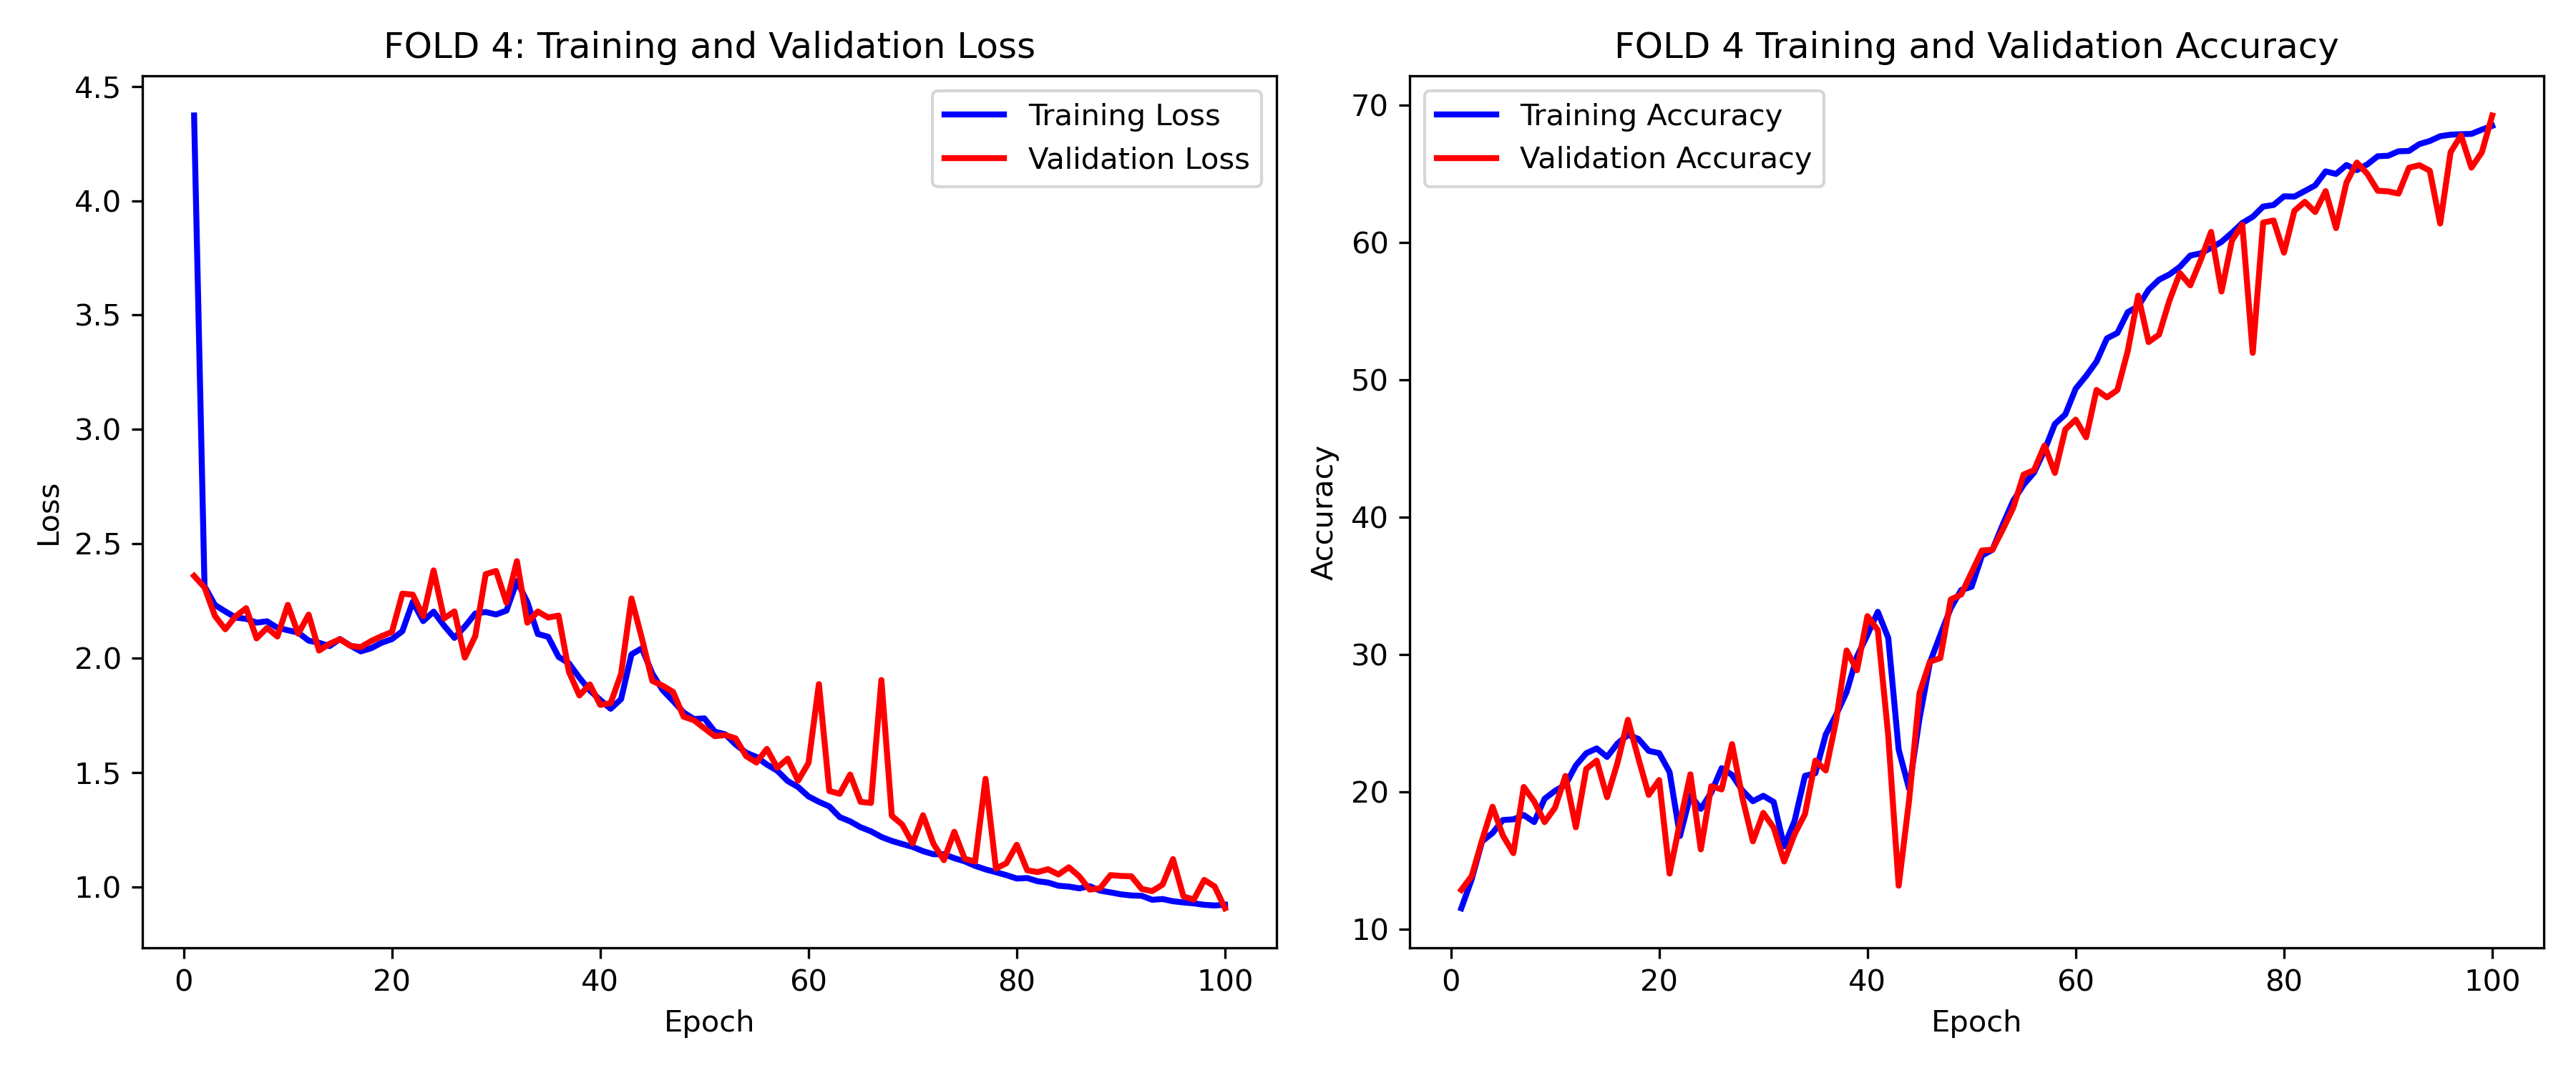 FOLD 4: Training and Validation Loss
4.5
4.0
3.5
3.0
2.5
2.0
1.5
1.0
Loss
Training Loss
Validation Loss
0 20 40 60 80 100
Epoch
FOLD 4 Training and Validation Accuracy
70
60
50
40
30
20
10
Accuracy
Training Accuracy
Validation Accuracy
0 20 40 60 80 100
Epoch